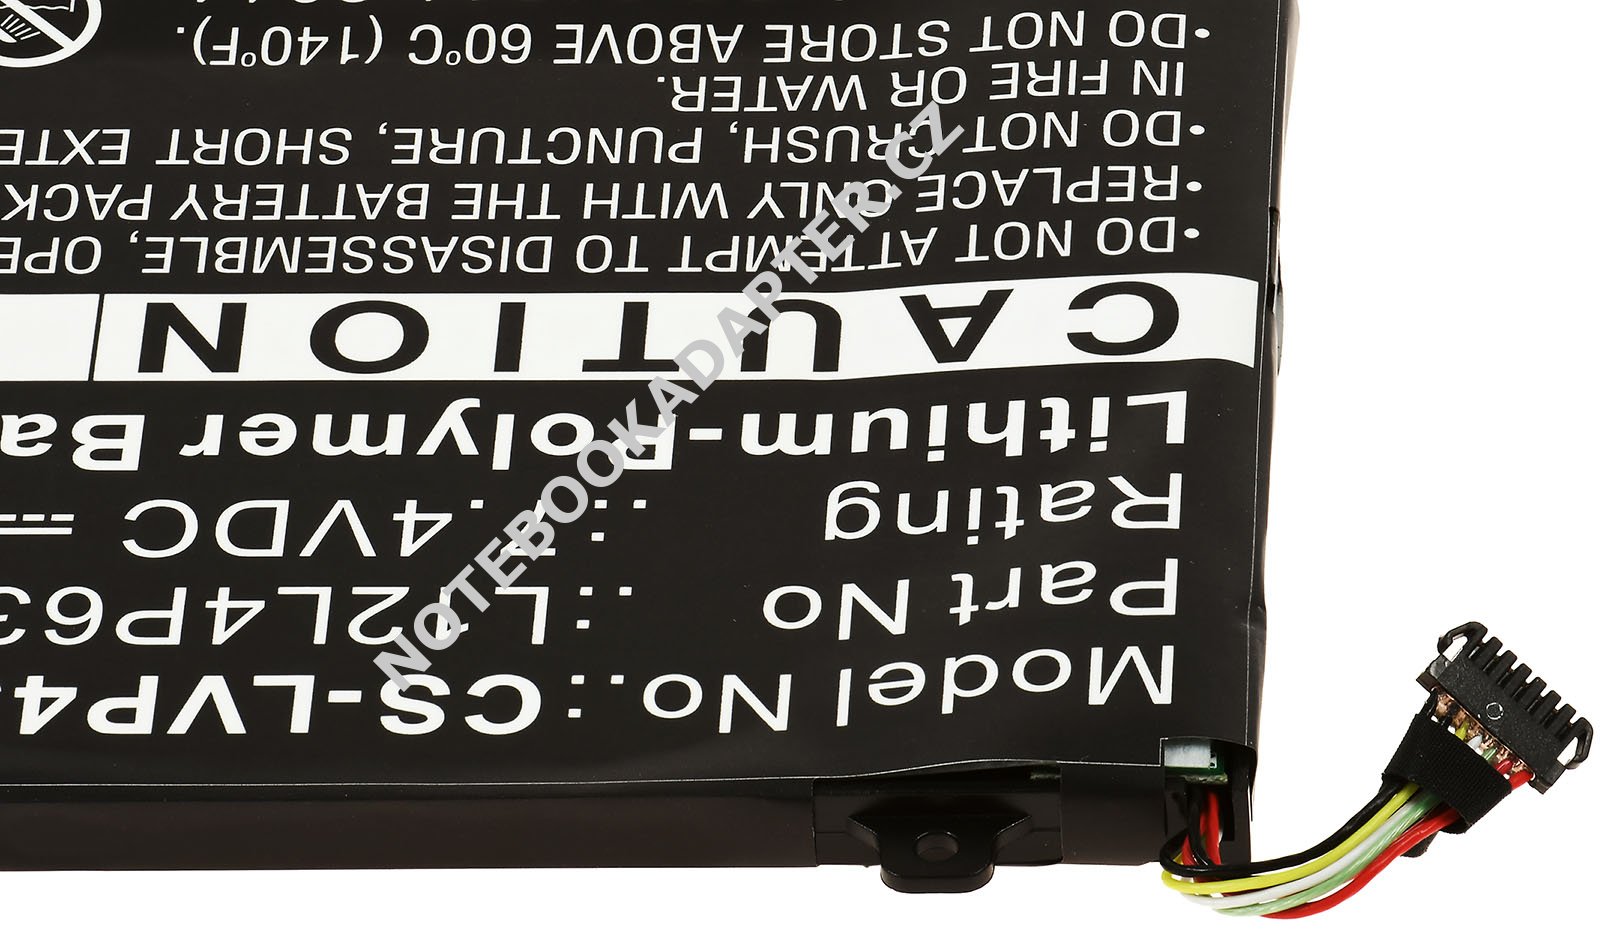 Model No.: CS-LVP4
Part No : L12L4P63
Rating : 7.4VDC
Lithium-Polymer Ba
CAUTION
•DO NOT ATTEMPT TO DISASSEMBLE, OPE
•REPLACE ONLY WITH THE BATTERY PACK
•DO NOT CRUSH, PUNCTURE, SHORT EXTE
IN FIRE OR WATER.
•DO NOT STORE ABOVE 60°C (140°F).
NOTEBOOKADAPTER.CZ